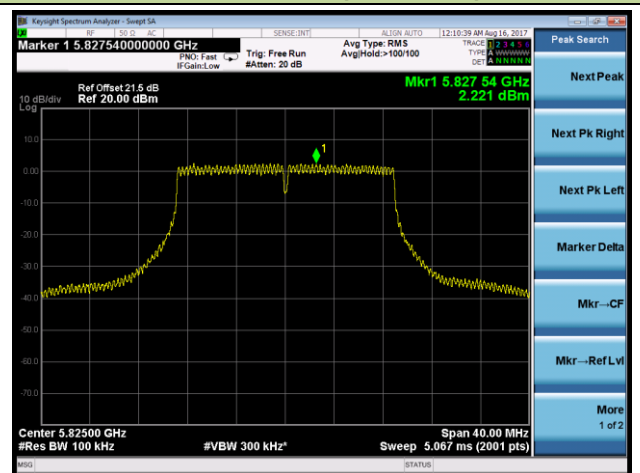 Keysight Spectrum Analyzer - Swept SA
RF 50 Ω AC SENSE:INT ALIGN AUTO 12:10:39 AM Aug 16, 2017
Marker 1 5.827540000000 GHz
PNO: Fast
IFGain:Low
Trig: Free Run
#Atten: 20 dB
Avg Type: RMS
Avg|Hold:>100/100
TRACE 1 2 3 4 5 6
TYPE A WWWWW
DET A N N N N N
Peak Search
Ref Offset 21.5 dB
10 dB/div Ref 20.00 dBm
Log
Mkr1 5.827 54 GHz
2.221 dBm
Next Peak
10.0
1
Next Pk Right
0.00
-10.0
Next Pk Left
-20.0
Marker Delta
-30.0
-40.0
Mkr→CF
-50.0
-60.0
Mkr→Ref Lvl
-70.0
More
1 of 2
Center 5.82500 GHz Span 40.00 MHz
#Res BW 100 kHz #VBW 300 kHz* Sweep 5.067 ms (2001 pts)
MSG STATUS